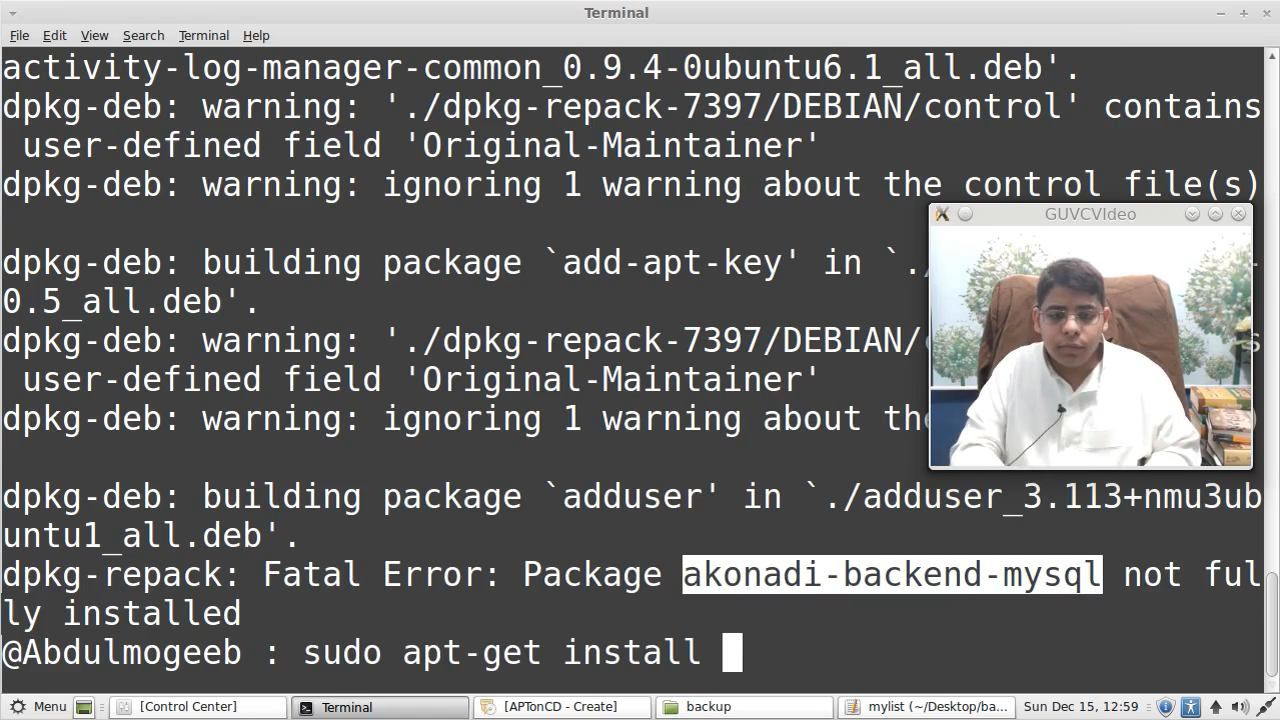 Terminal
File Edit View Search Terminal Help
activity-log-manager-common_0.9.4-0ubuntu6.1_all.deb'.
dpkg-deb: warning: './dpkg-repack-7397/DEBIAN/control' contains
user-defined field 'Original-Maintainer'
dpkg-deb: warning: ignoring 1 warning about the control file(s)
GUVCVIdeo
dpkg-deb: building package `add-apt-key' in `./
0.5_all.deb'.
dpkg-deb: warning: './dpkg-repack-7397/DEBIAN/
user-defined field 'Original-Maintainer'
dpkg-deb: warning: ignoring 1 warning about the
dpkg-deb: building package `adduser' in `./adduser_3.113+nmu3ub
untu1_all.deb'.
dpkg-repack: Fatal Error: Package akonadi-backend-mysql not ful
ly installed
@Abdulmogeeb : sudo apt-get install
Menu [Control Center] Terminal [APTonCD - Create] backup mylist (~/Desktop/ba... Sun Dec 15, 12:59